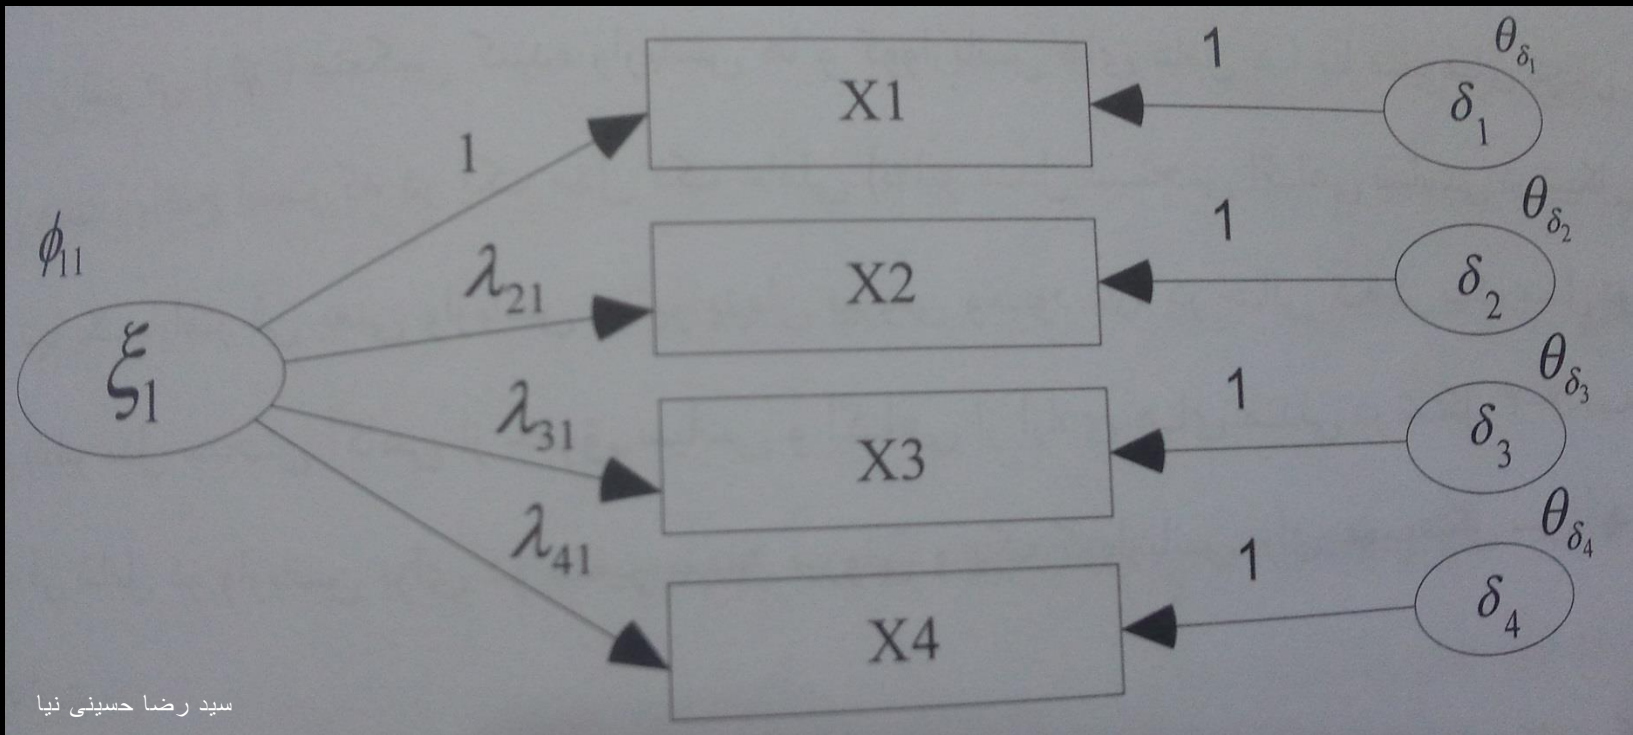 θδ1
1
X1
δ1
1
ϕ11
θδ2
λ21
1
X2
δ2
ξ1
θδ3
λ31
1
X3
δ3
θδ4
λ41
1
X4
δ4
سید رضا حسینی نیا